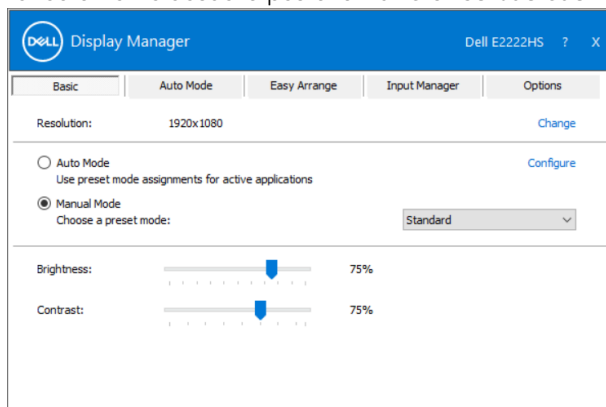 DELL Display Manager Dell E2222HS ? X
Basic Auto Mode Easy Arrange Input Manager Options
Resolution: 1920x1080 Change
Auto Mode Configure
Use preset mode assignments for active applications
Manual Mode
Choose a preset mode: Standard
Brightness: 75%
Contrast: 75%